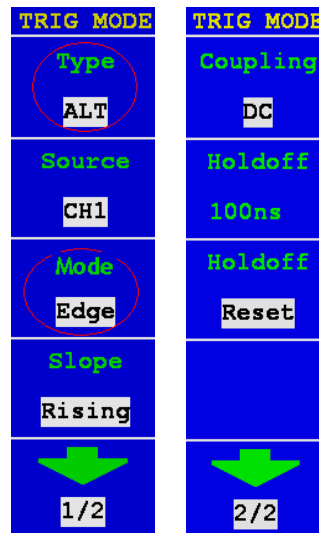 TRIG MODE
Type
ALT
Source
CH1
Mode
Edge
Slope
Rising
1/2
TRIG MODE
Coupling
DC
Holdoff
100ns
Holdoff
Reset
2/2